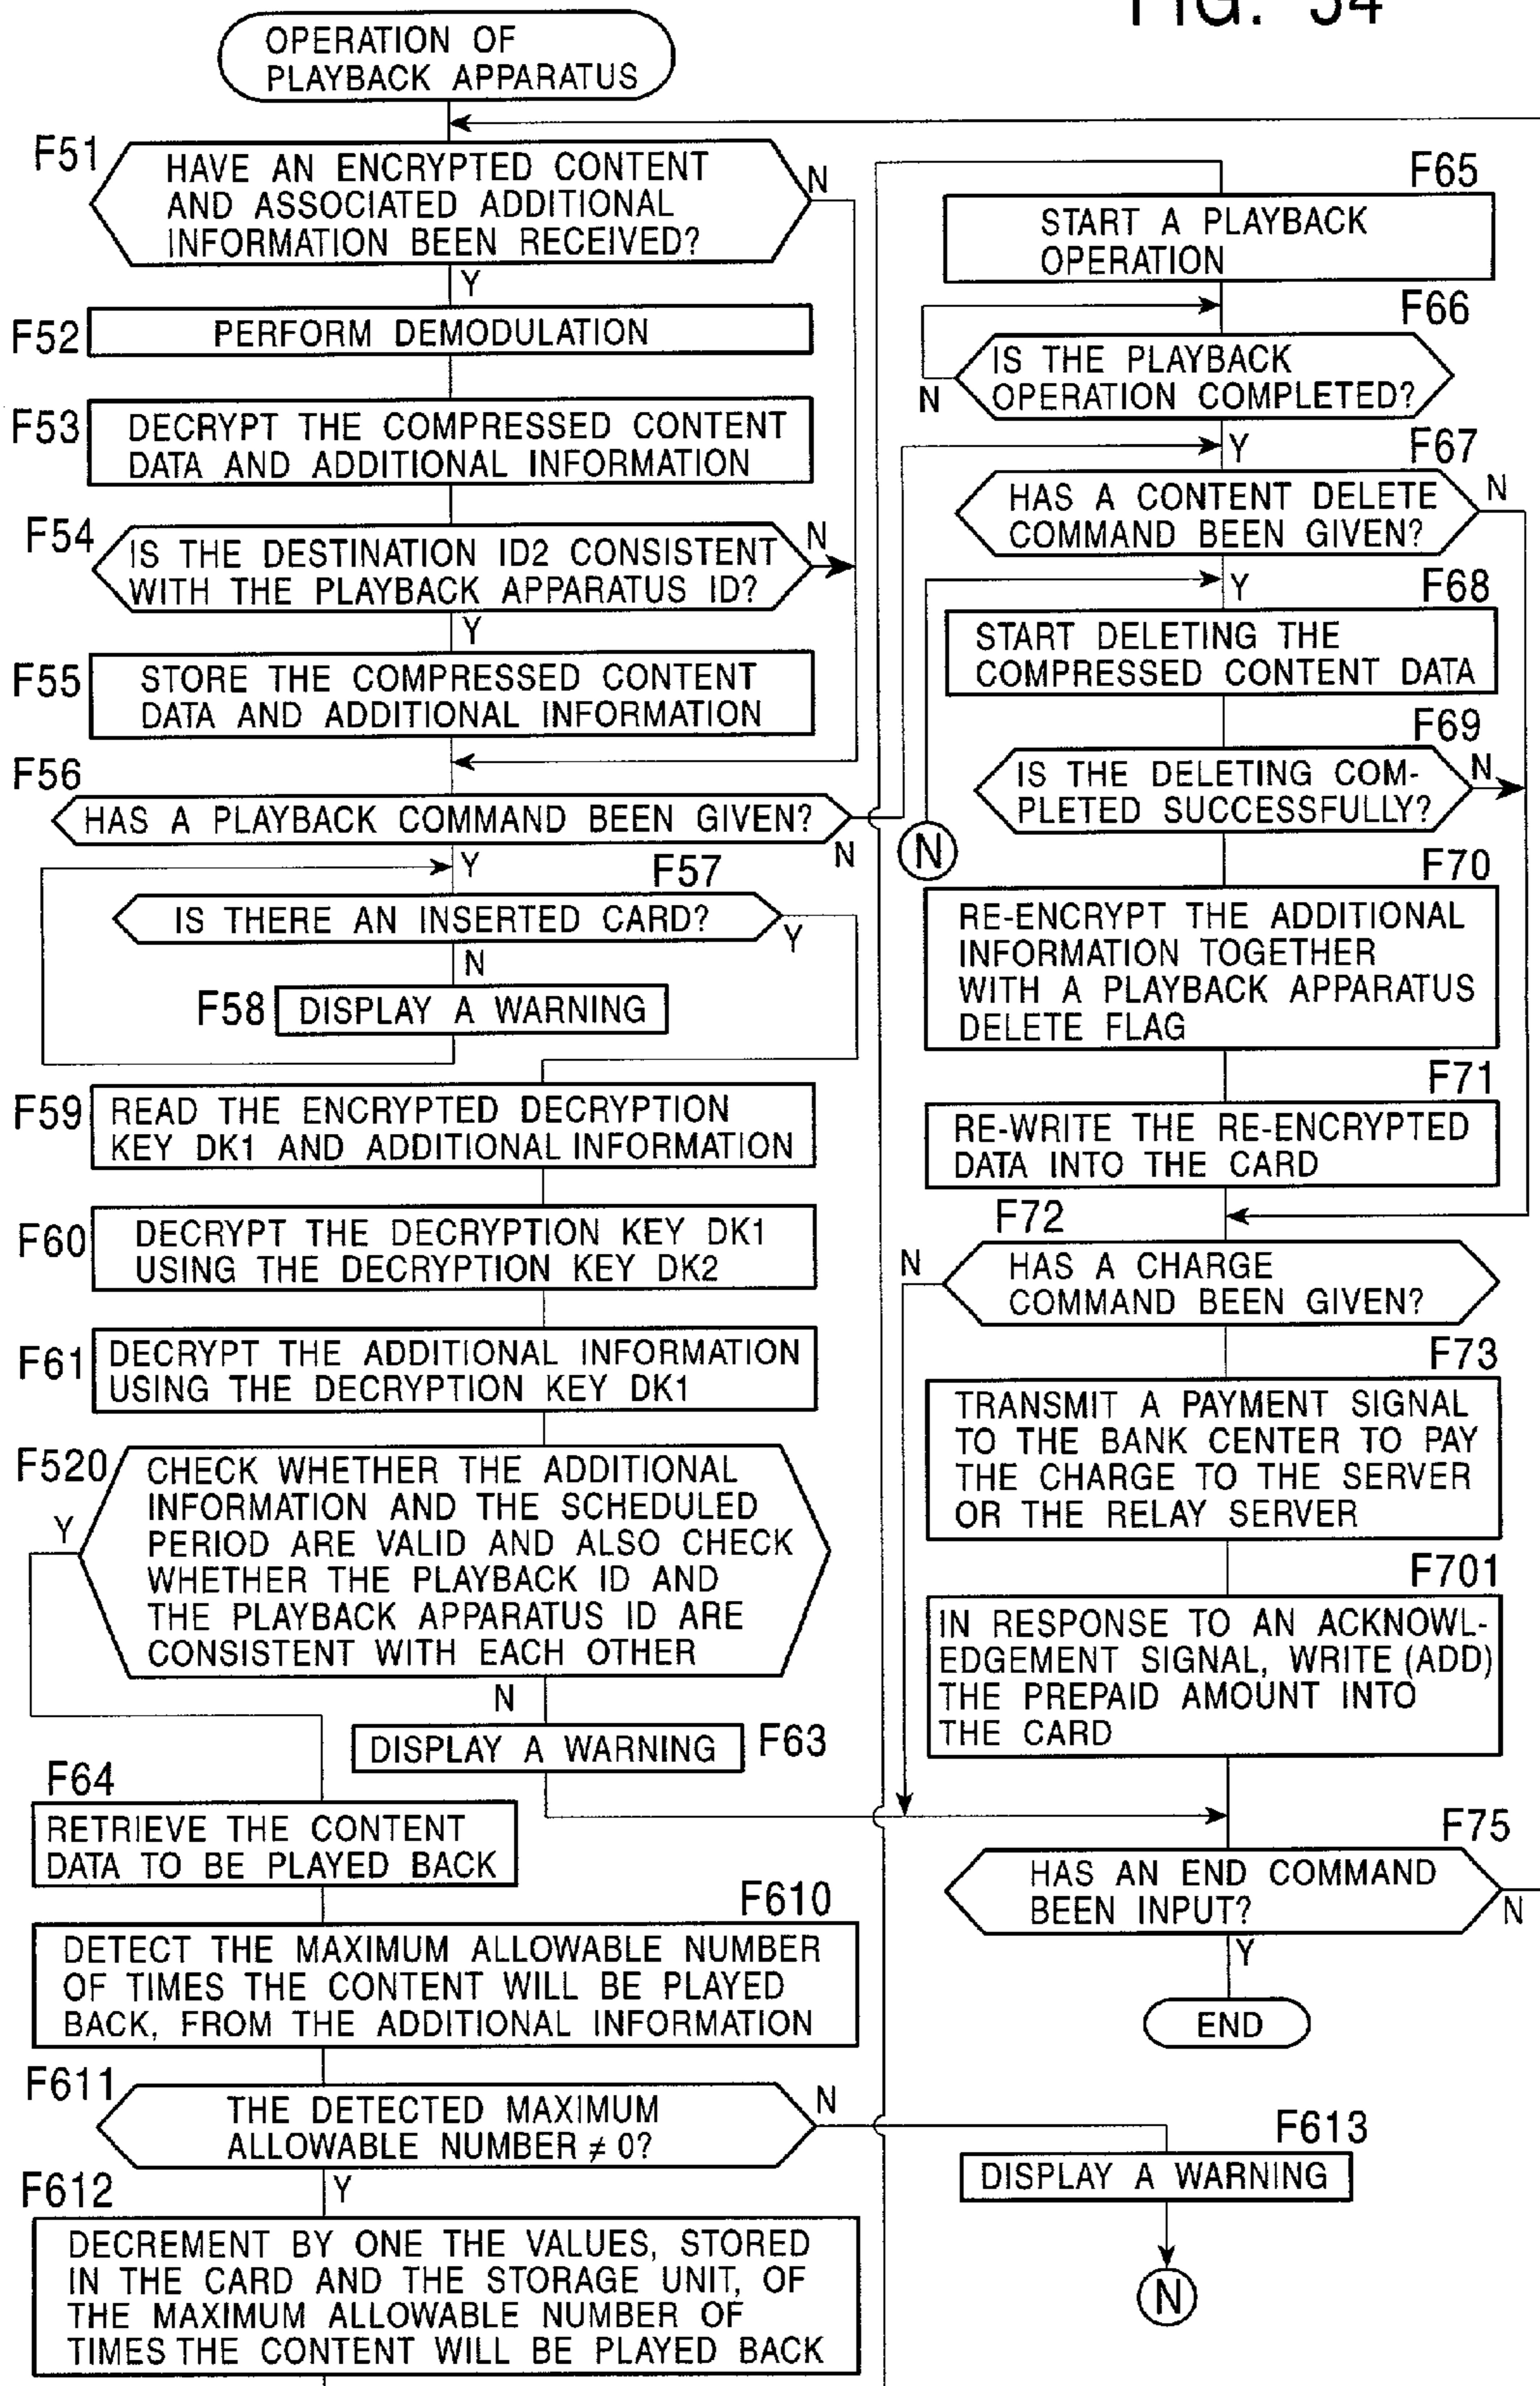 FIG. 54
OPERATION OF
PLAYBACK APPARATUS
F51
HAVE AN ENCRYPTED CONTENT
AND ASSOCIATED ADDITIONAL
INFORMATION BEEN RECEIVED?
N
Y
F52
PERFORM DEMODULATION
F53
DECRYPT THE COMPRESSED CONTENT
DATA AND ADDITIONAL INFORMATION
F54
IS THE DESTINATION ID2 CONSISTENT
WITH THE PLAYBACK APPARATUS ID?
N
Y
F55
STORE THE COMPRESSED CONTENT
DATA AND ADDITIONAL INFORMATION
F56
HAS A PLAYBACK COMMAND BEEN GIVEN?
N
Y
F57
IS THERE AN INSERTED CARD?
Y
N
F58
DISPLAY A WARNING
F59
READ THE ENCRYPTED DECRYPTION
KEY DK1 AND ADDITIONAL INFORMATION
F60
DECRYPT THE DECRYPTION KEY DK1
USING THE DECRYPTION KEY DK2
F61
DECRYPT THE ADDITIONAL INFORMATION
USING THE DECRYPTION KEY DK1
F520
CHECK WHETHER THE ADDITIONAL
INFORMATION AND THE SCHEDULED
PERIOD ARE VALID AND ALSO CHECK
WHETHER THE PLAYBACK ID AND
THE PLAYBACK APPARATUS ID ARE
CONSISTENT WITH EACH OTHER
Y
N
DISPLAY A WARNING
F63
F64
RETRIEVE THE CONTENT
DATA TO BE PLAYED BACK
F610
DETECT THE MAXIMUM ALLOWABLE NUMBER
OF TIMES THE CONTENT WILL BE PLAYED
BACK, FROM THE ADDITIONAL INFORMATION
F611
THE DETECTED MAXIMUM
ALLOWABLE NUMBER ≠ 0?
N
Y
F612
DECREMENT BY ONE THE VALUES, STORED
IN THE CARD AND THE STORAGE UNIT, OF
THE MAXIMUM ALLOWABLE NUMBER OF
TIMES THE CONTENT WILL BE PLAYED BACK
F65
START A PLAYBACK
OPERATION
F66
IS THE PLAYBACK
OPERATION COMPLETED?
N
Y
F67
HAS A CONTENT DELETE
COMMAND BEEN GIVEN?
N
Y
F68
START DELETING THE
COMPRESSED CONTENT DATA
F69
IS THE DELETING COM-
PLETED SUCCESSFULLY?
N
N
F70
RE-ENCRYPT THE ADDITIONAL
INFORMATION TOGETHER
WITH A PLAYBACK APPARATUS
DELETE FLAG
F71
RE-WRITE THE RE-ENCRYPTED
DATA INTO THE CARD
F72
HAS A CHARGE
COMMAND BEEN GIVEN?
N
F73
TRANSMIT A PAYMENT SIGNAL
TO THE BANK CENTER TO PAY
THE CHARGE TO THE SERVER
OR THE RELAY SERVER
F701
IN RESPONSE TO AN ACKNOWL-
EDGEMENT SIGNAL, WRITE (ADD)
THE PREPAID AMOUNT INTO
THE CARD
F75
HAS AN END COMMAND
BEEN INPUT?
N
Y
END
F613
DISPLAY A WARNING
N